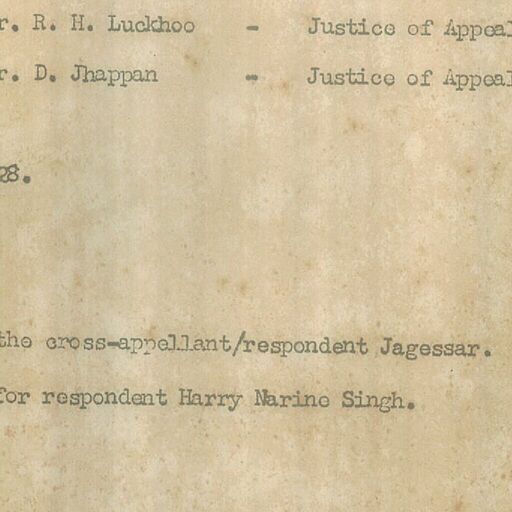 r. R. H. Luckhoo - Justice of Appeal
r. D. Jhappan - Justice of Appeal
28.
the cross-appellant/respondent Jagessar.
for respondent Harry Narine Singh.